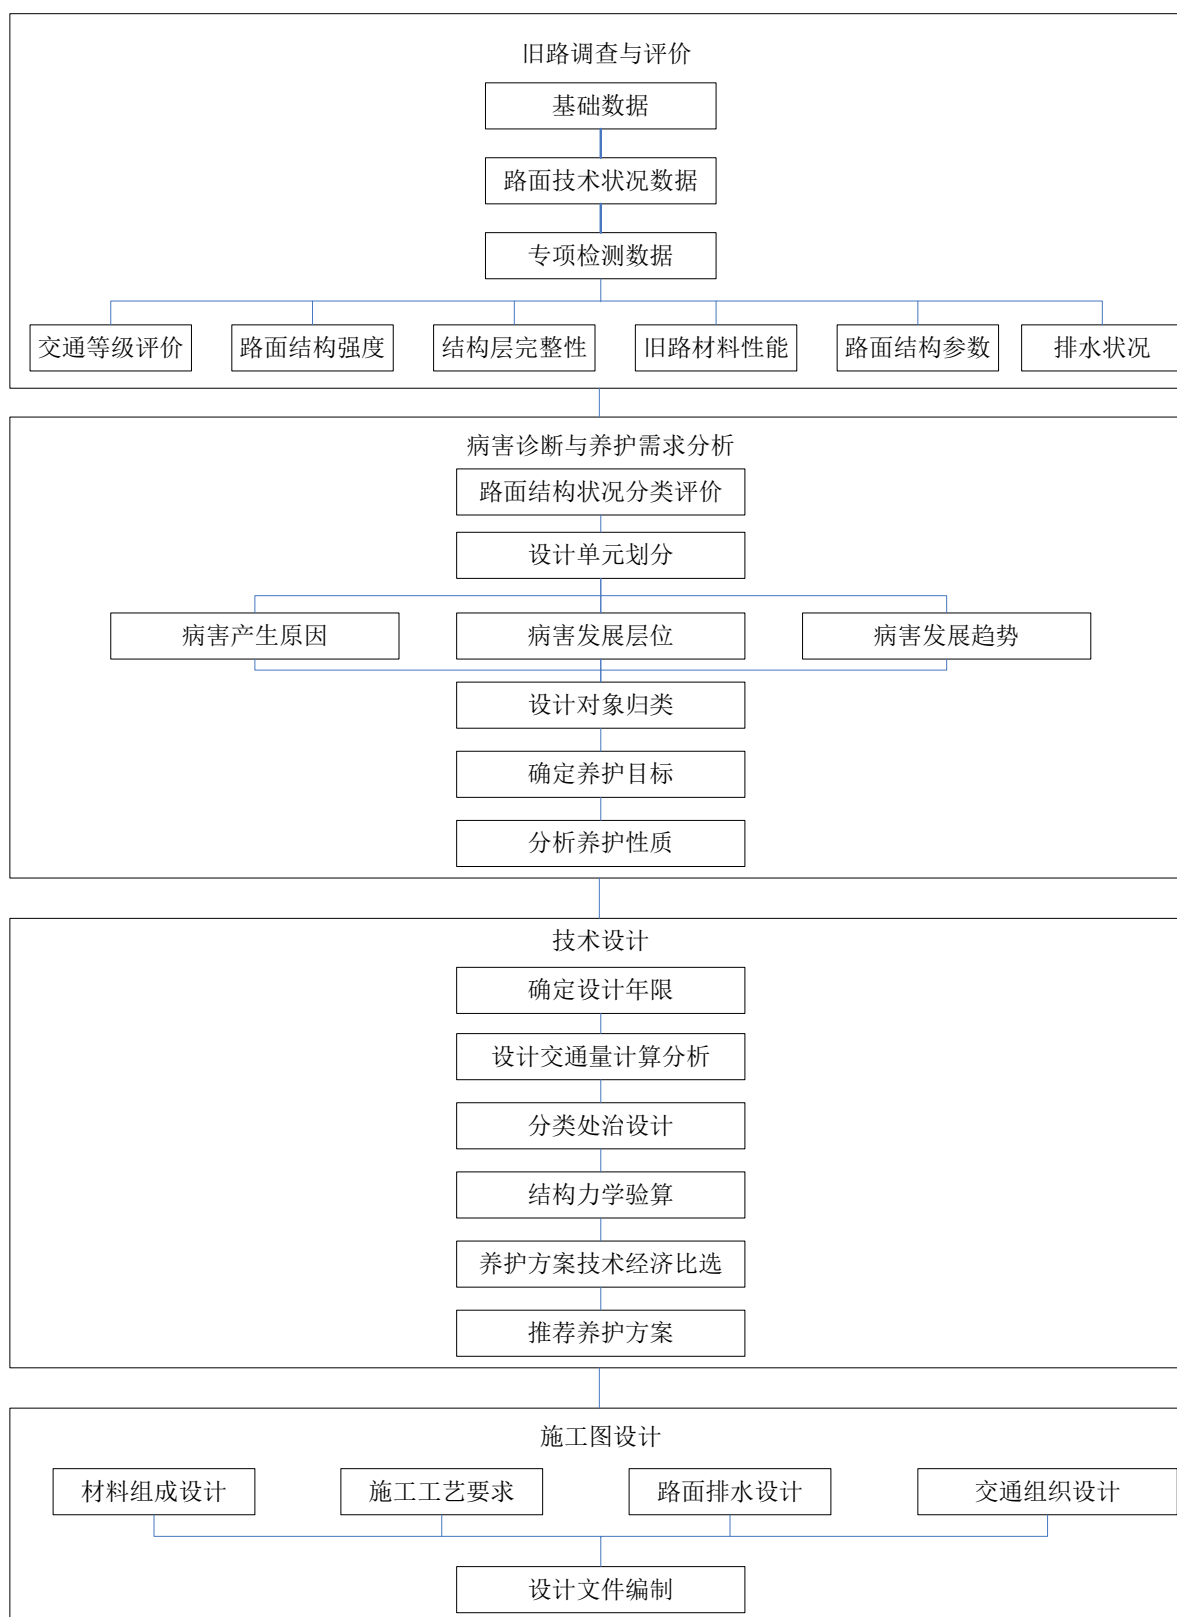 旧路调查与评价
基础数据
路面技术状况数据
专项检测数据
交通等级评价 路面结构强度 结构层完整性 旧路材料性能 路面结构参数 排水状况
病害诊断与养护需求分析
路面结构状况分类评价
设计单元划分
病害产生原因 病害发展层位 病害发展趋势
设计对象归类
确定养护目标
分析养护性质
技术设计
确定设计年限
设计交通量计算分析
分类处治设计
结构力学验算
养护方案技术经济比选
推荐养护方案
施工图设计
材料组成设计 施工工艺要求 路面排水设计 交通组织设计
设计文件编制